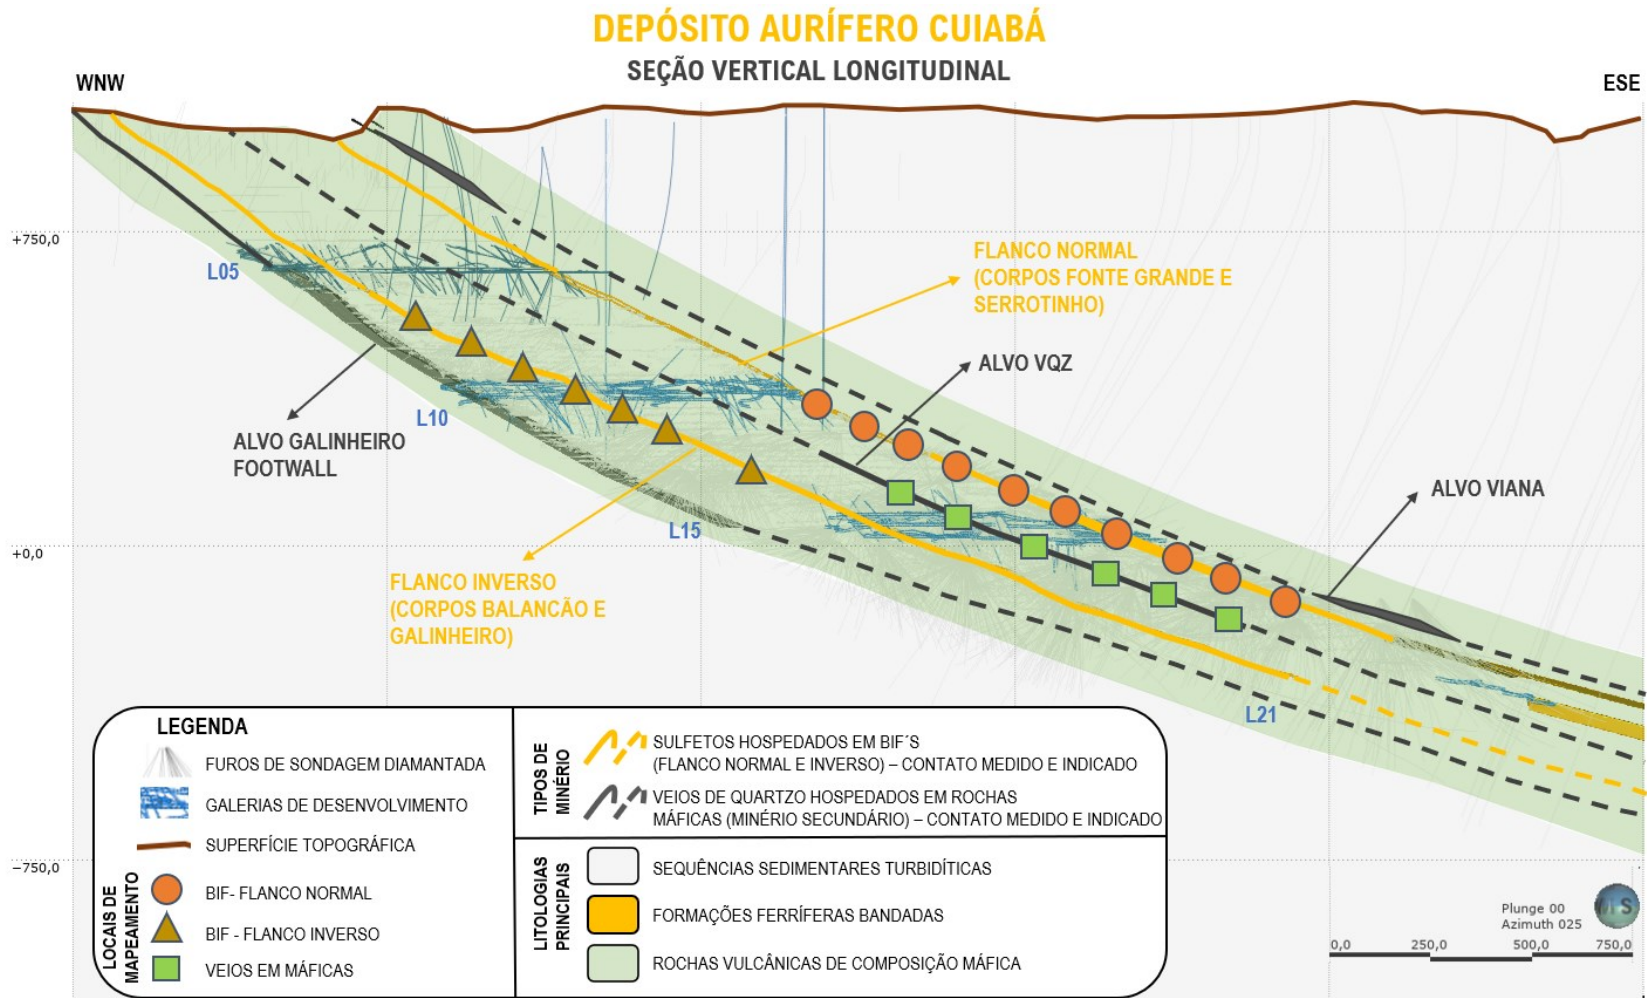 DEPÓSITO AURÍFERO CUIABÁ
SEÇÃO VERTICAL LONGITUDINAL
WNW
ESE
+750,0
L05
FLANCO NORMAL
(CORPOS FONTE GRANDE E
SERROTINHO)
ALVO VQZ
L10
ALVO GALINHEIRO
FOOTWALL
ALVO VIANA
L15
+0,0
FLANCO INVERSO
(CORPOS BALANCÃO E
GALINHEIRO)
L21
−750,0
LEGENDA
FUROS DE SONDAGEM DIAMANTADA
GALERIAS DE DESENVOLVIMENTO
SUPERFÍCIE TOPOGRÁFICA
LOCAIS DE
MAPEAMENTO
BIF- FLANCO NORMAL
BIF - FLANCO INVERSO
VEIOS EM MÁFICAS
TIPOS DE
MINÉRIO
SULFETOS HOSPEDADOS EM BIF´S
(FLANCO NORMAL E INVERSO) – CONTATO MEDIDO E INDICADO
VEIOS DE QUARTZO HOSPEDADOS EM ROCHAS
MÁFICAS (MINÉRIO SECUNDÁRIO) – CONTATO MEDIDO E INDICADO
LITOLOGIAS
PRINCIPAIS
SEQUÊNCIAS SEDIMENTARES TURBIDÍTICAS
FORMAÇÕES FERRÍFERAS BANDADAS
ROCHAS VULCÂNICAS DE COMPOSIÇÃO MÁFICA
Plunge 00
Azimuth 025
0,0 250,0 500,0 750,0